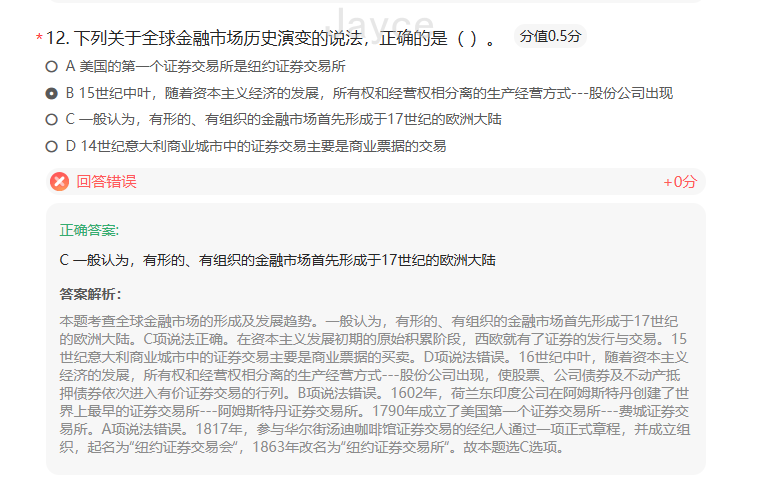 Jayce
*12. 下列关于全球金融市场历史演变的说法，正确的是（ ）。 分值0.5分
A 美国的第一个证券交易所是纽约证券交易所
B 15世纪中叶，随着资本主义经济的发展，所有权和经营权相分离的生产经营方式---股份公司出现
C 一般认为，有形的、有组织的金融市场首先形成于17世纪的欧洲大陆
D 14世纪意大利商业城市中的证券交易主要是商业票据的交易
回答错误 +0分
正确答案:
C 一般认为，有形的、有组织的金融市场首先形成于17世纪的欧洲大陆
答案解析：
本题考查全球金融市场的形成及发展趋势。一般认为，有形的、有组织的金融市场首先形成于17世纪
的欧洲大陆。C项说法正确。在资本主义发展初期的原始积累阶段，西欧就有了证券的发行与交易。15
世纪意大利商业城市中的证券交易主要是商业票据的买卖。D项说法错误。16世纪中叶，随着资本主义
经济的发展，所有权和经营权相分离的生产经营方式---股份公司出现，使股票、公司债券及不动产抵
押债券依次进入有价证券交易的行列。B项说法错误。1602年，荷兰东印度公司在阿姆斯特丹创建了世
界上最早的证券交易所---阿姆斯特丹证券交易所。1790年成立了美国第一个证券交易所---费城证券交
易所。A项说法错误。1817年，参与华尔街汤迪咖啡馆证券交易的经纪人通过一项正式章程，并成立组
织，起名为“纽约证券交易会“，1863年改名为“纽约证券交易所”。故本题选C选项。